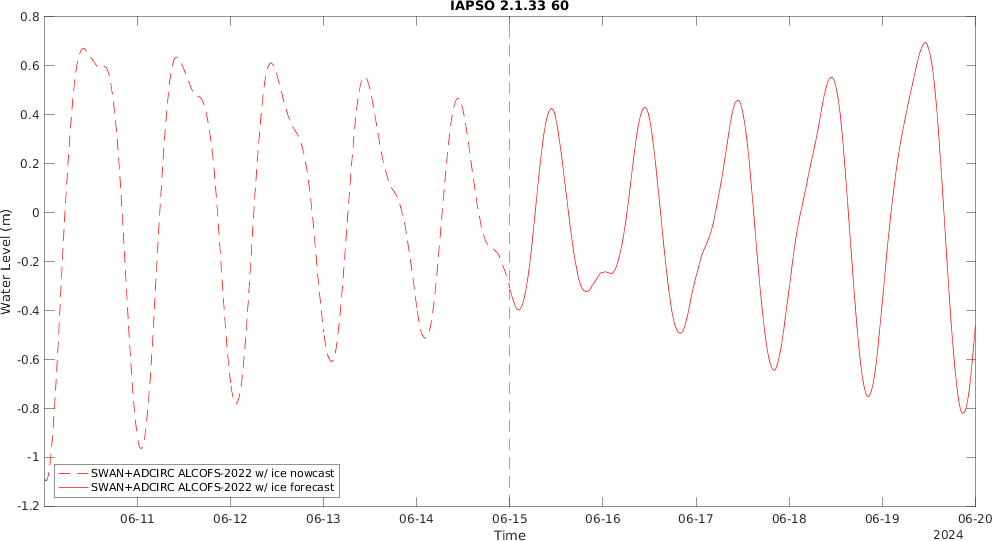 IAPSO 2.1.33 60
0.8
0.6
0.4
0.2
0
-0.2
-0.4
-0.6
-0.8
-1
-1.2
Water Level (m)
SWAN+ADCIRC ALCOFS-2022 w/ ice nowcast
SWAN+ADCIRC ALCOFS-2022 w/ ice forecast
06-11 06-12 06-13 06-14 06-15 06-16 06-17 06-18 06-19 06-20
Time
2024